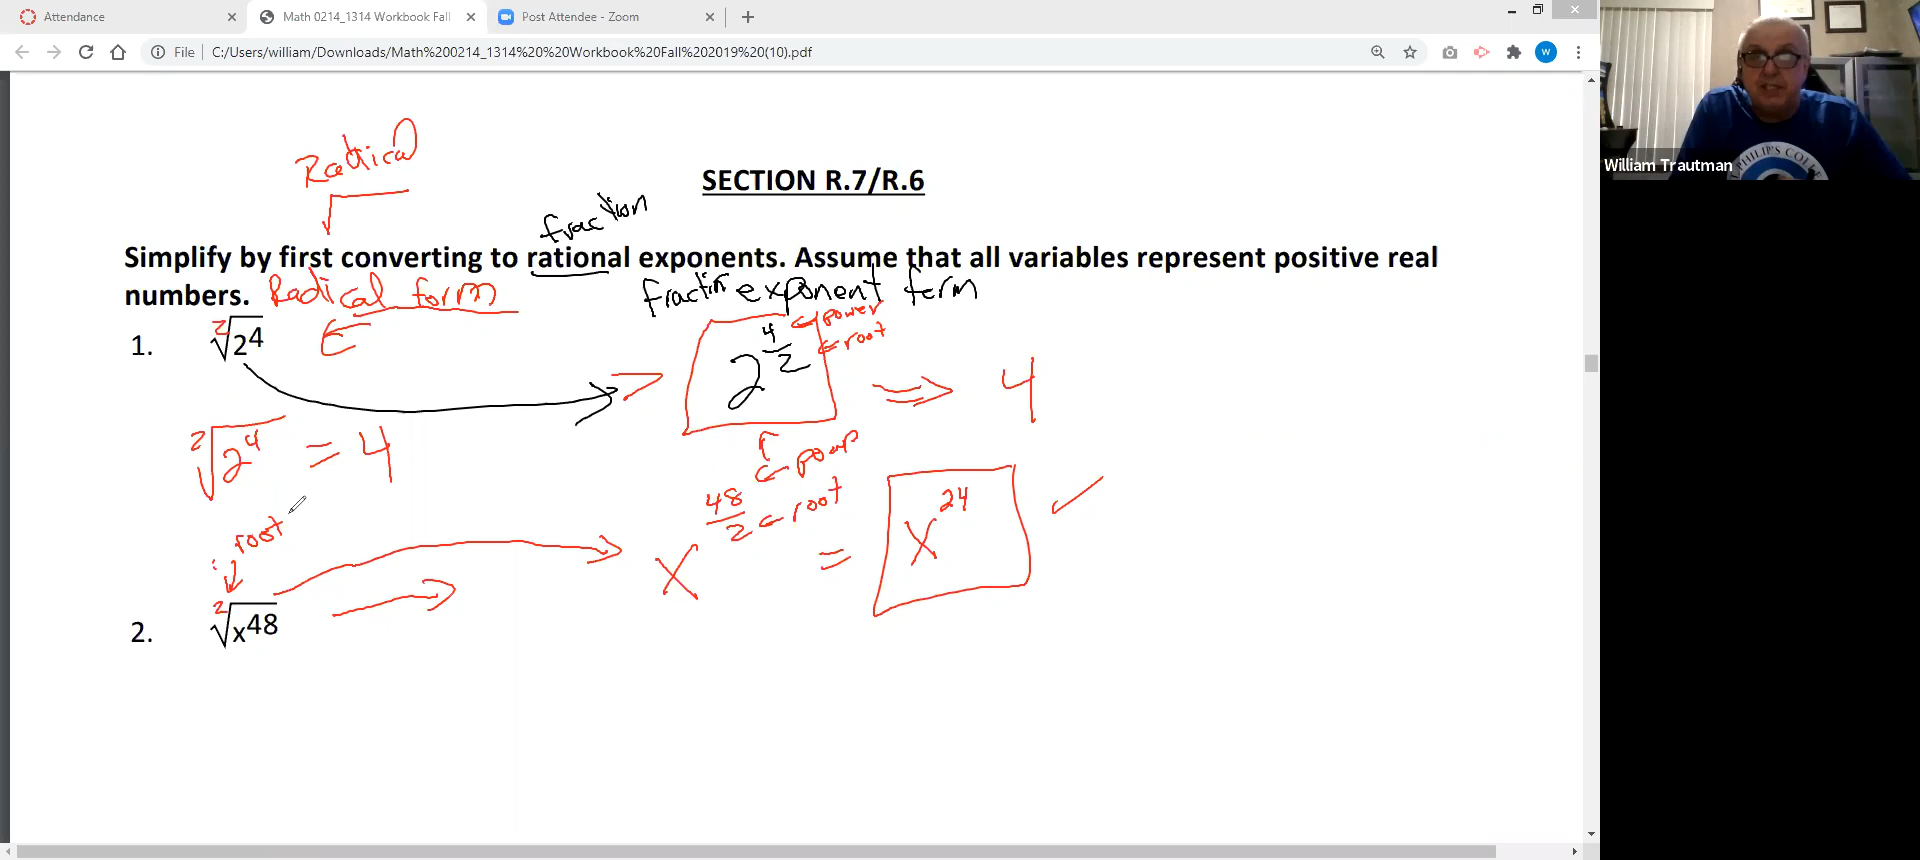 Attendance
Math 0214_1314 Workbook Fall
Post Attendee - Zoom
File C:/Users/william/Downloads/Math%200214_1314%20%20Workbook%20Fall%202019%20(10).pdf
W
William Trautman
PHILIP'S COLL
Radical
√
SECTION R.7/R.6
fraction
Simplify by first converting to rational exponents. Assume that all variables represent positive real
numbers.
Radical form
fraction exponent form
1. ²√2⁴
E
2^(4/2)
power
root
⇒ 4
²√2⁴ = 4
power
root
root
2. ²√x⁴⁸
x^(48/2) = x²⁴ ✓